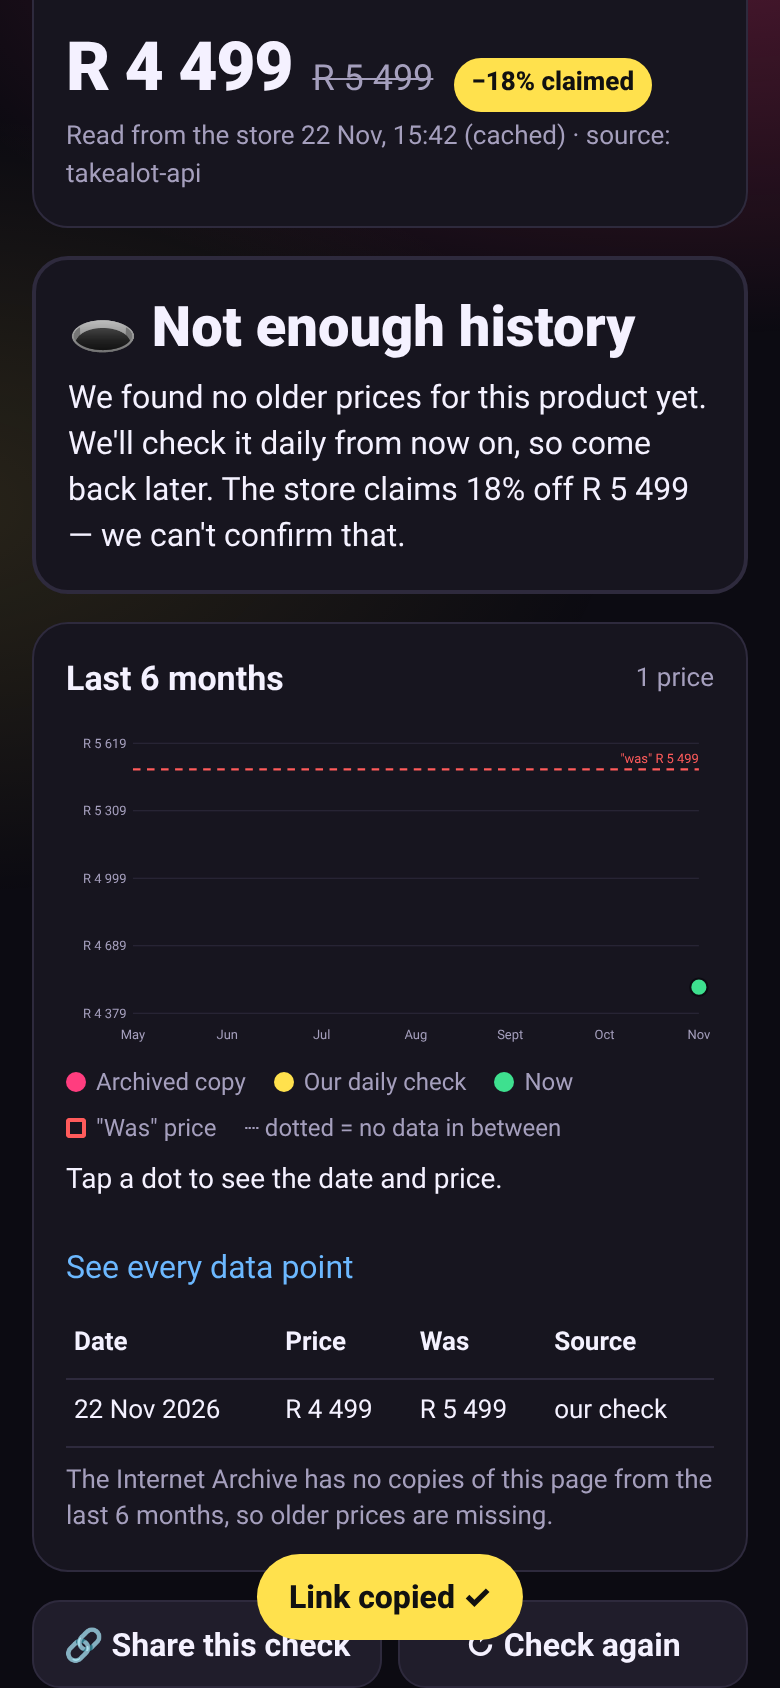 R 4 499 R 5 499 −18% claimed
Read from the store 22 Nov, 15:42 (cached) · source:
takealot-api
Not enough history
We found no older prices for this product yet.
We'll check it daily from now on, so come
back later. The store claims 18% off R 5 499
— we can't confirm that.
Last 6 months 1 price
R 5 619
"was" R 5 499
R 5 309
R 4 999
R 4 689
R 4 379
May Jun Jul Aug Sept Oct Nov
Archived copy Our daily check Now
"Was" price ┈ dotted = no data in between
Tap a dot to see the date and price.
See every data point
Date Price Was Source
22 Nov 2026 R 4 499 R 5 499 our check
The Internet Archive has no copies of this page from the
last 6 months, so older prices are missing.
Link copied ✓
🔗 Share this check ↻ Check again